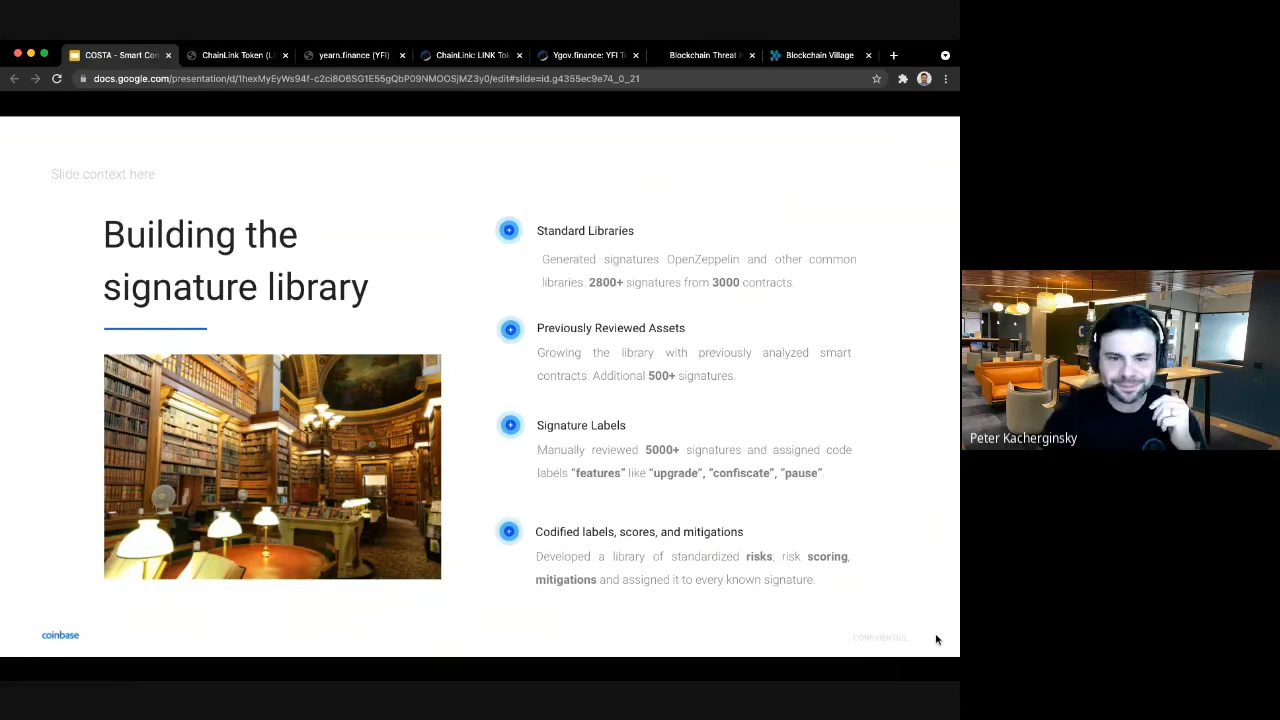 COSTA - Smart Con
ChainLink Token (L
yearn.finance (YFI)
ChainLink: LINK Tok
Ygov.finance: YFI T
Blockchain Threat I
Blockchain Village
docs.google.com/presentation/d/1hexMyEyWs94f-c2ci8O6SG1E55gQbP09NMOOSjMZ3y0/edit#slide=id.g4355ec9e74_0_21
Slide context here
Building the
signature library
Standard Libraries
Generated signatures OpenZeppelin and other common
libraries. 2800+ signatures from 3000 contracts.
Previously Reviewed Assets
Growing the library with previously analyzed smart
contracts. Additional 500+ signatures.
Signature Labels
Manually reviewed 5000+ signatures and assigned code
labels “features” like “upgrade”, “confiscate”, “pause”.
Codified labels, scores, and mitigations
Developed a library of standardized risks, risk scoring,
mitigations and assigned it to every known signature.
coinbase
CONFIDENTIAL
Peter Kacherginsky